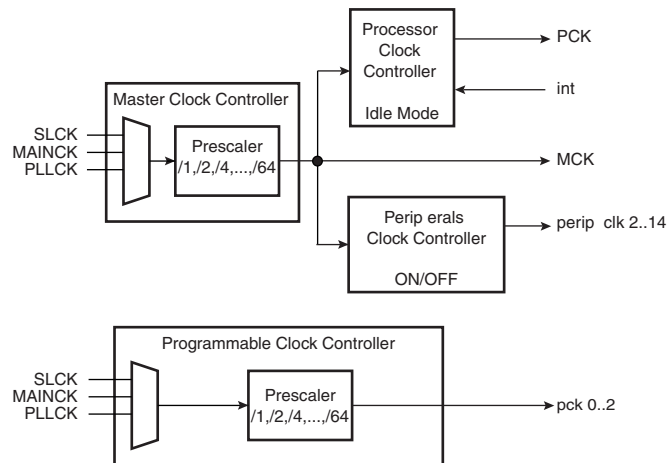 Processor
Clock
Controller
Idle Mode
PCK
int
Master Clock Controller
SLCK
MAINCK
PLLCK
Prescaler
/1,/2,/4,...,/64
MCK
Perip erals
Clock Controller
ON/OFF
perip clk 2..14
Programmable Clock Controller
SLCK
MAINCK
PLLCK
Prescaler
/1,/2,/4,...,/64
pck 0..2